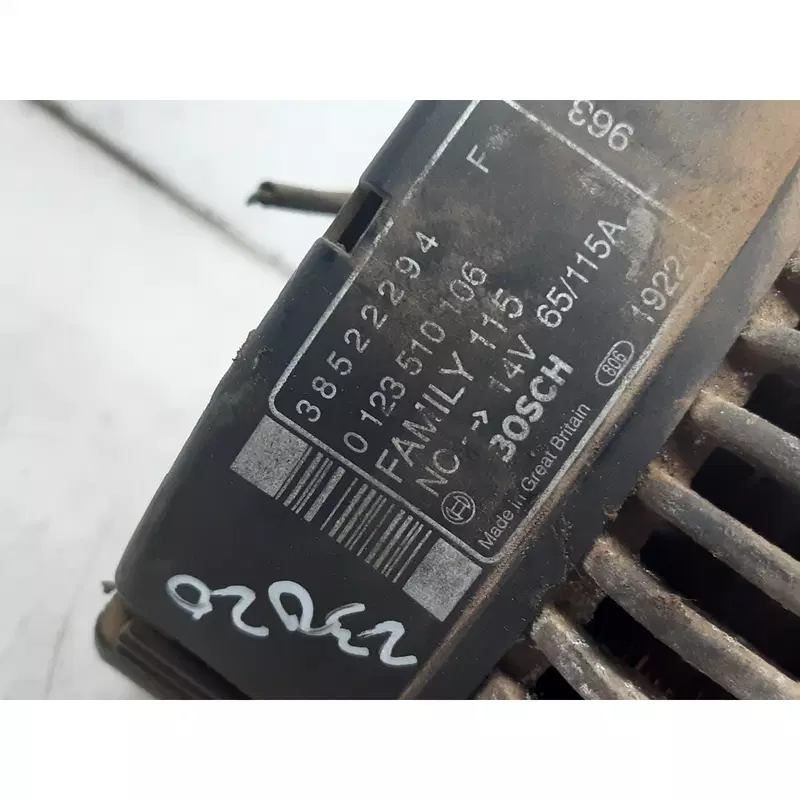 963
F
38522294
0 123 510 106
FAMILY 115
NC --> 14V 65/115A
BOSCH
806
1922
Made in Great Britain